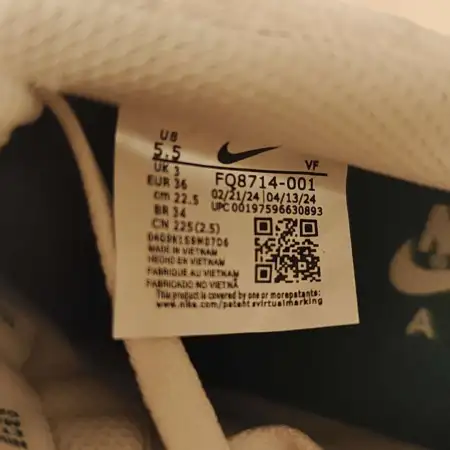 US
5.5
UK 3
EUR 36
cm 22.5
BR 34
CN 225(2.5)
VF
FQ8714-001
02/21/24 | 04/13/24
UPC 00197596630893
MADE IN VIETNAM
HECHO EN VIETNAM
FABRIQUE AU VIETNAM
FABRICADO NO VIETNÃ
This product is covered by one or more patents:
www.nike.com/patents virtualmarking
A